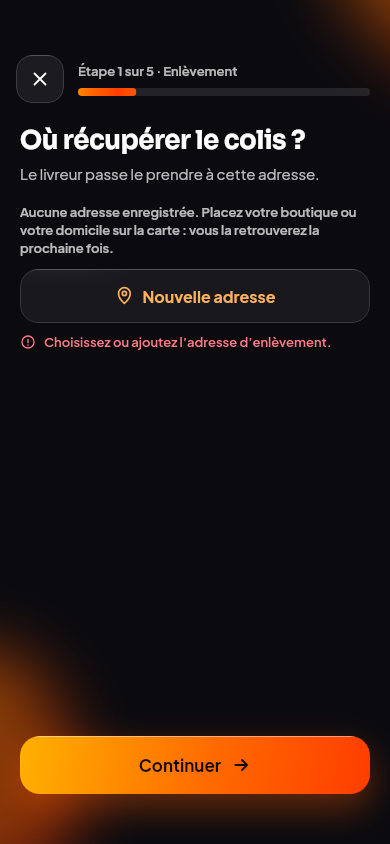 Étape 1 sur 5 · Enlèvement
Où récupérer le colis ?
Le livreur passe le prendre à cette adresse.
Aucune adresse enregistrée. Placez votre boutique ou
votre domicile sur la carte : vous la retrouverez la
prochaine fois.
Nouvelle adresse
Choisissez ou ajoutez l’adresse d’enlèvement.
Continuer